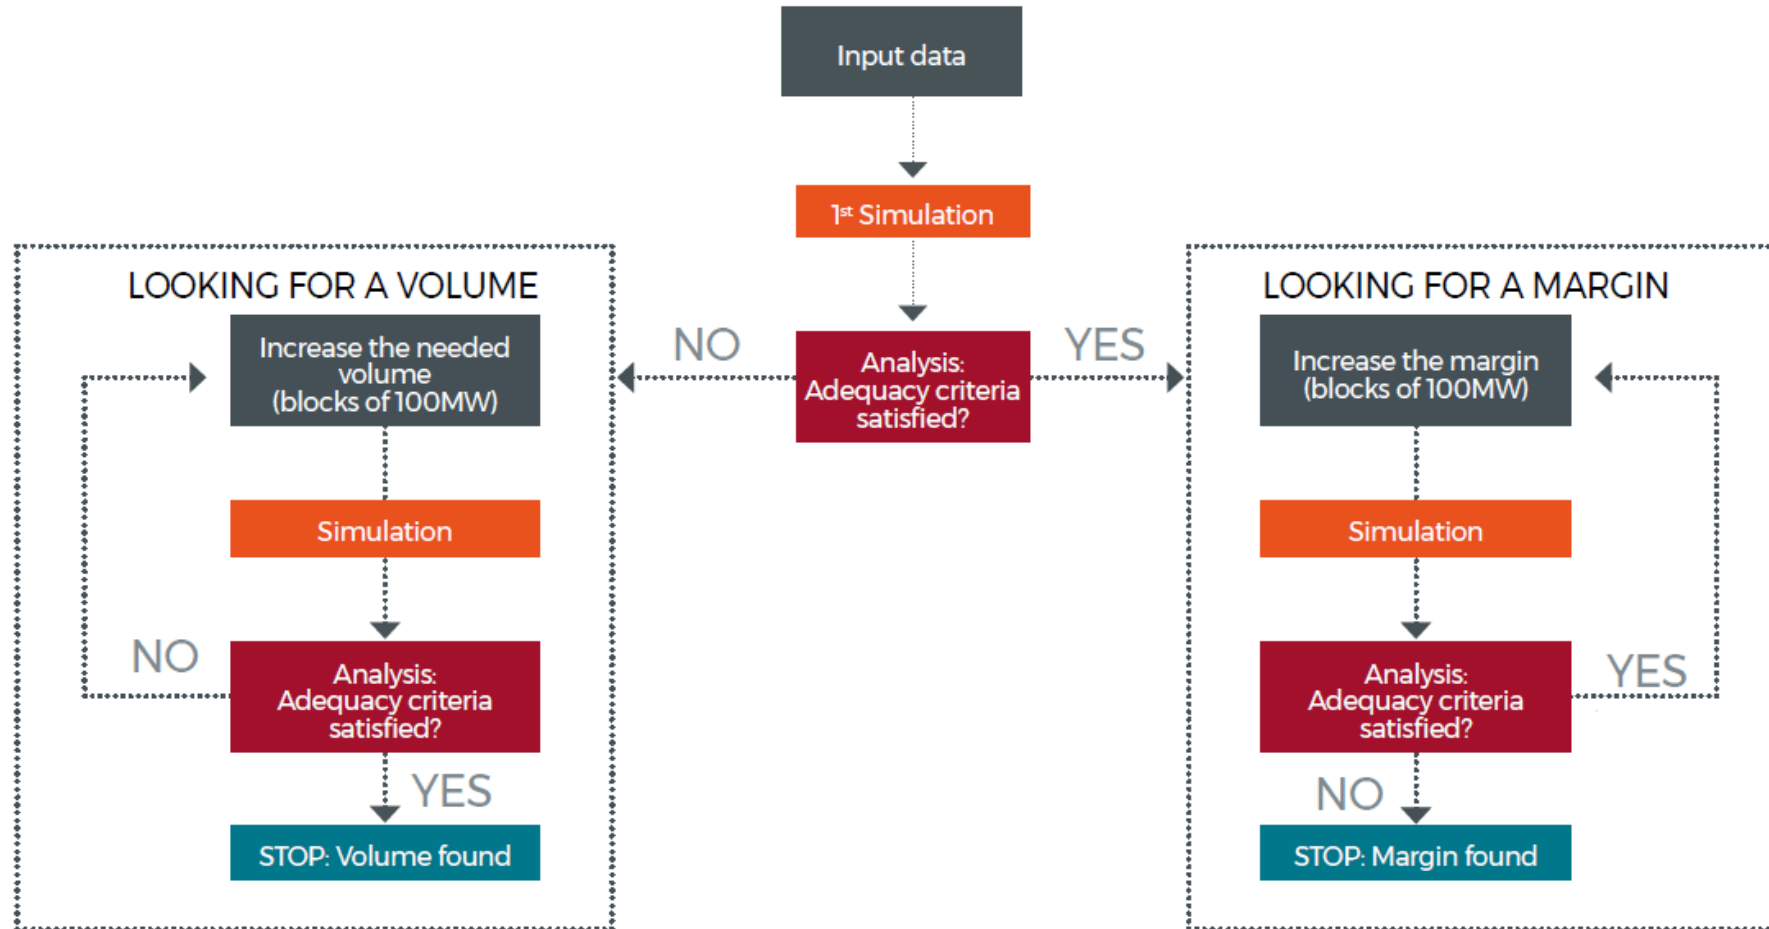 Input data
1st Simulation
Analysis:
Adequacy criteria
satisfied?
NO
YES
LOOKING FOR A VOLUME
Increase the needed
volume
(blocks of 100MW)
Simulation
Analysis:
Adequacy criteria
satisfied?
NO
YES
STOP: Volume found
LOOKING FOR A MARGIN
Increase the margin
(blocks of 100MW)
Simulation
Analysis:
Adequacy criteria
satisfied?
YES
NO
STOP: Margin found